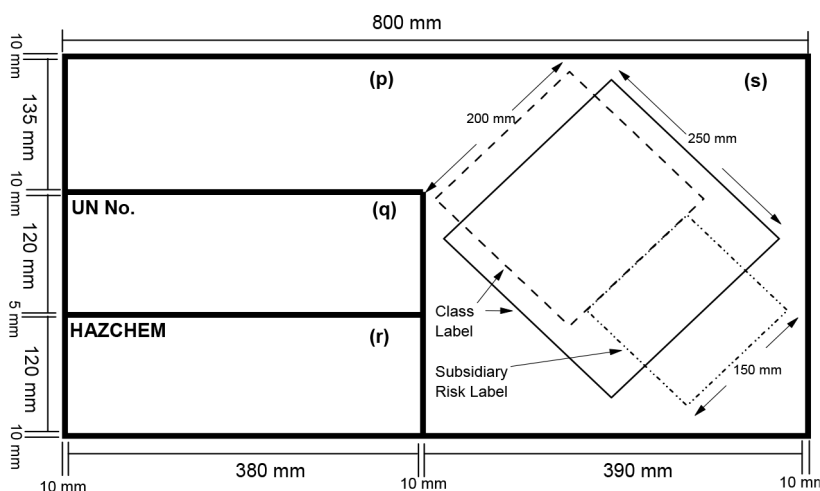 800 mm
10 mm
(p)
(s)
200 mm
250 mm
135 mm
10 mm
UN No.
(q)
120 mm
5 mm
HAZCHEM
(r)
Class
Label
120 mm
Subsidiary
Risk Label
150 mm
10 mm
10 mm
380 mm
10 mm
390 mm
10 mm